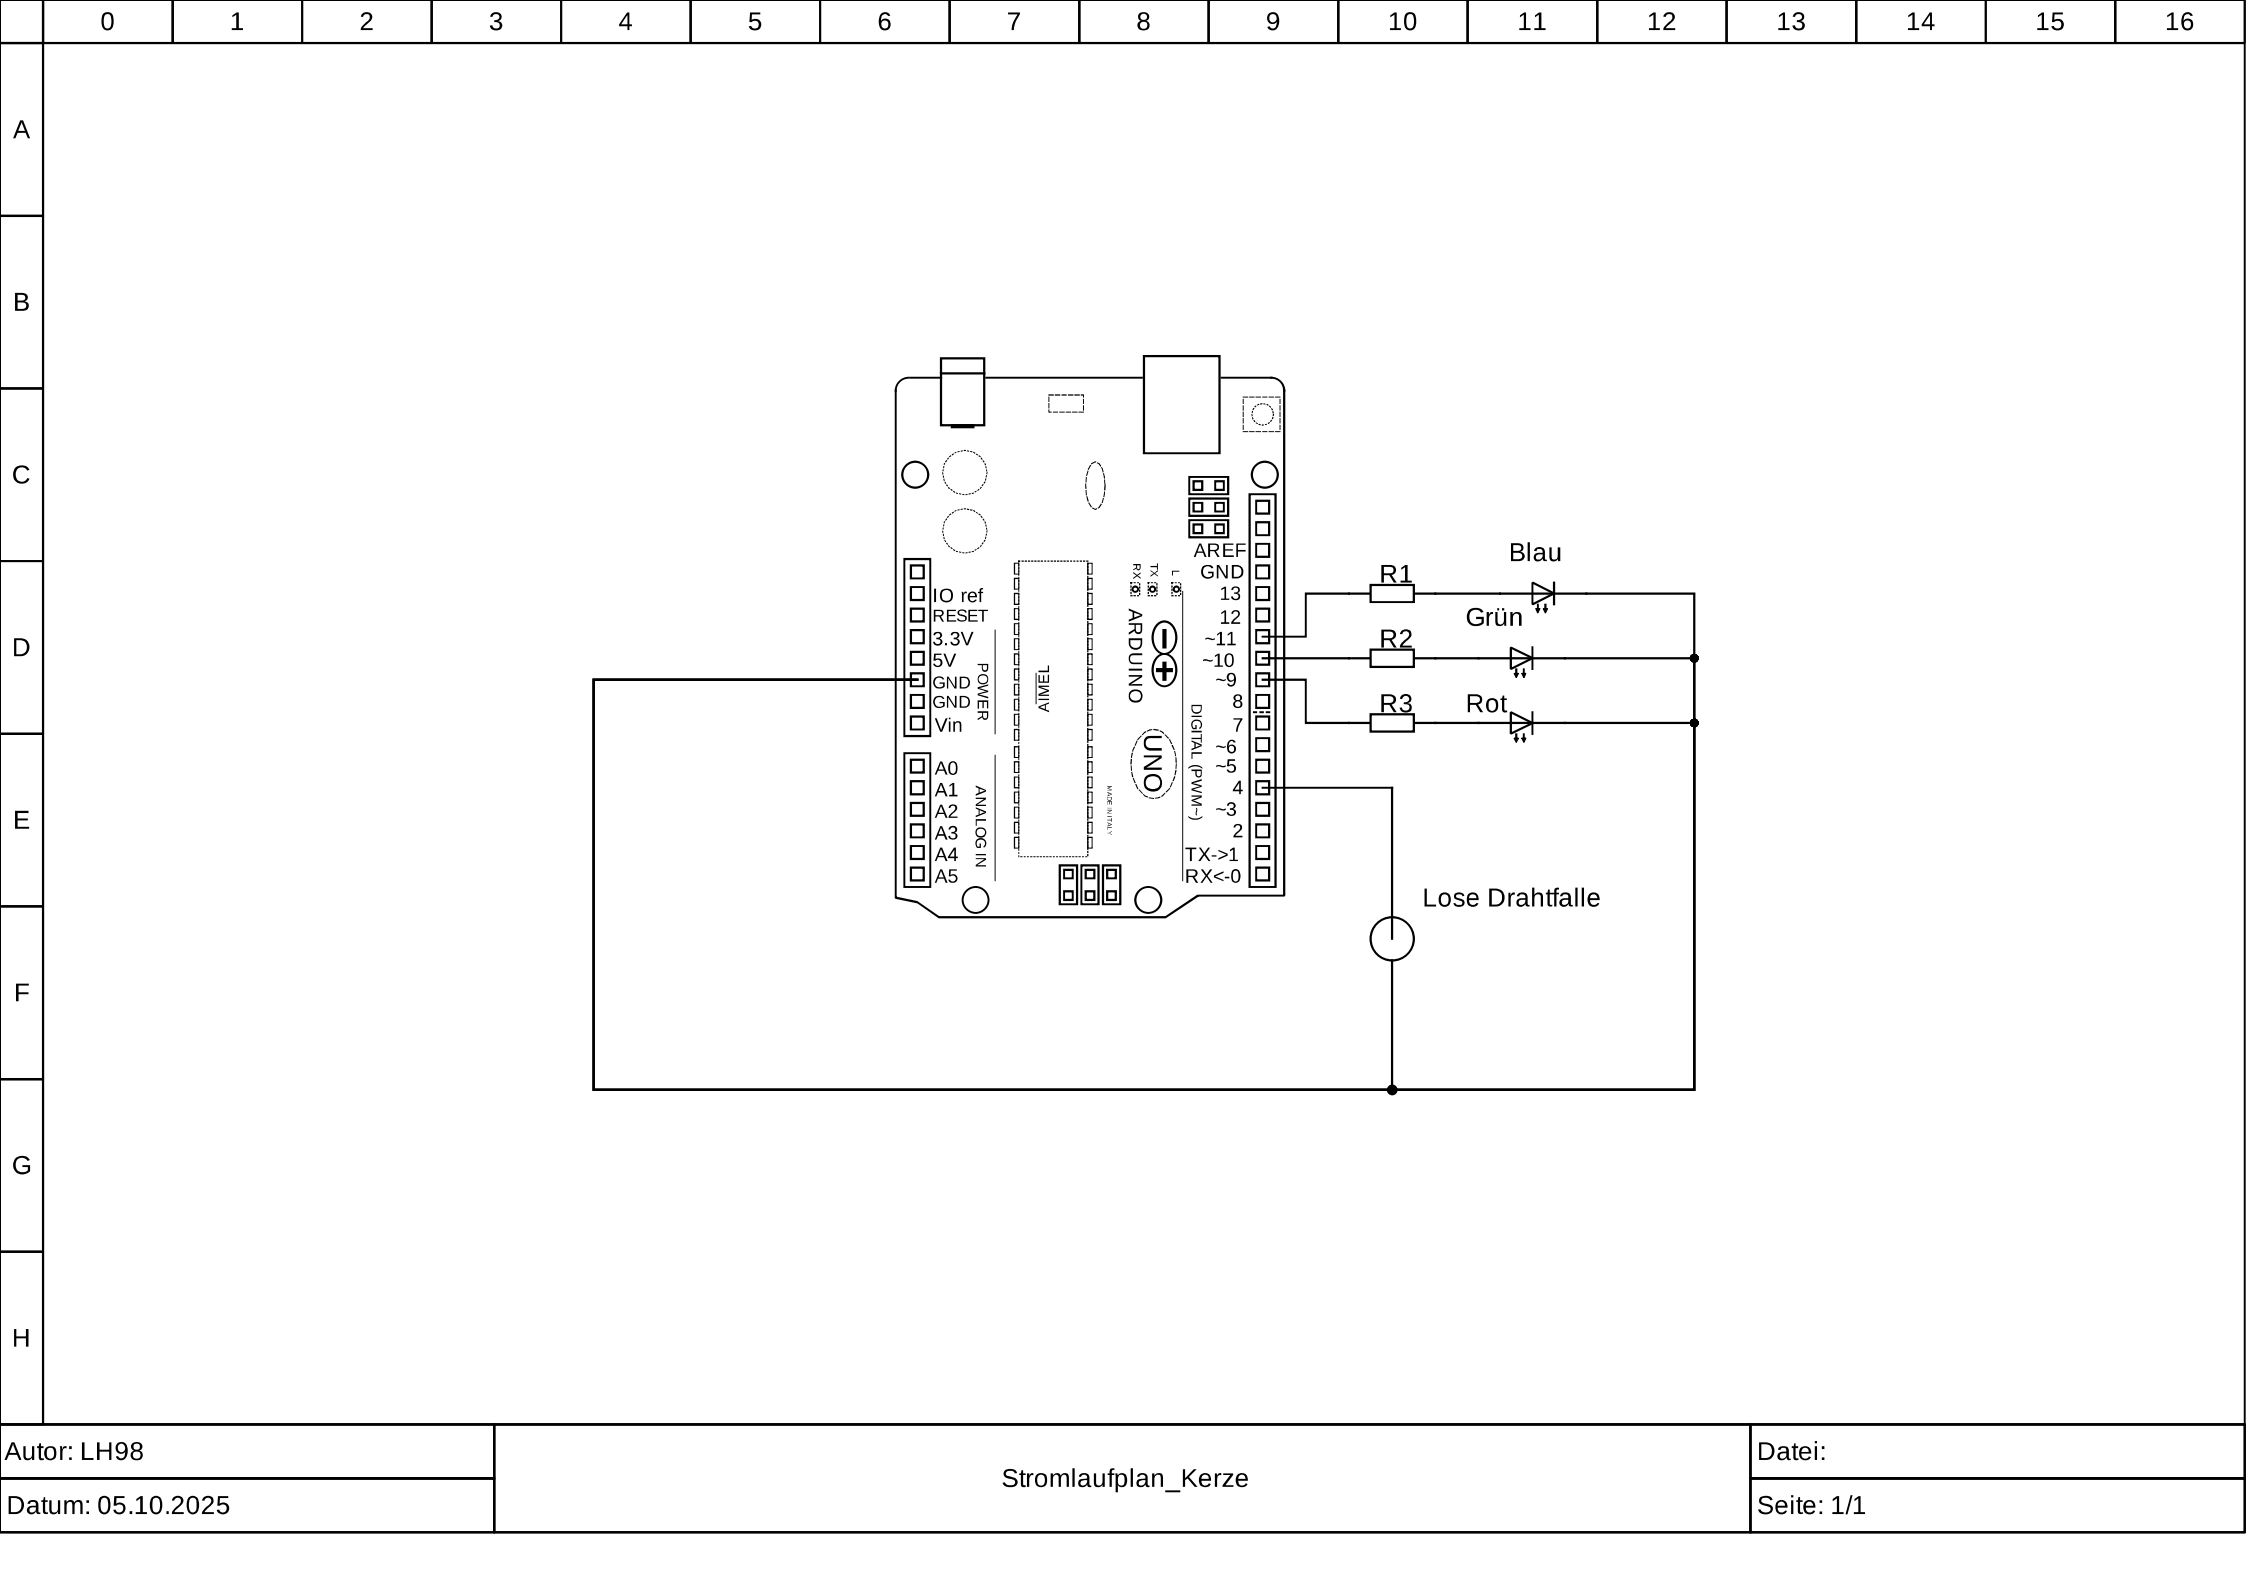 0 1 2 3 4 5 6 7 8 9 10 11 12 13 14 15 16
A
B
C
D
E
F
G
H
IO ref
RESET
3.3V
5V
GND
GND
Vin
POWER
A0
A1
A2
A3
A4
A5
ANALOG IN
AIMEL
RX
TX
L
ARDUINO
UNO
MADE IN ITALY
DIGITAL (PWM~)
AREF
GND
13
12
~11
~10
~9
8
7
~6
~5
4
~3
2
TX->1
RX<-0
R1
Blau
R2
Grün
R3
Rot
Lose Drahtfalle
Autor: LH98
Datum: 05.10.2025
Stromlaufplan_Kerze
Datei:
Seite: 1/1